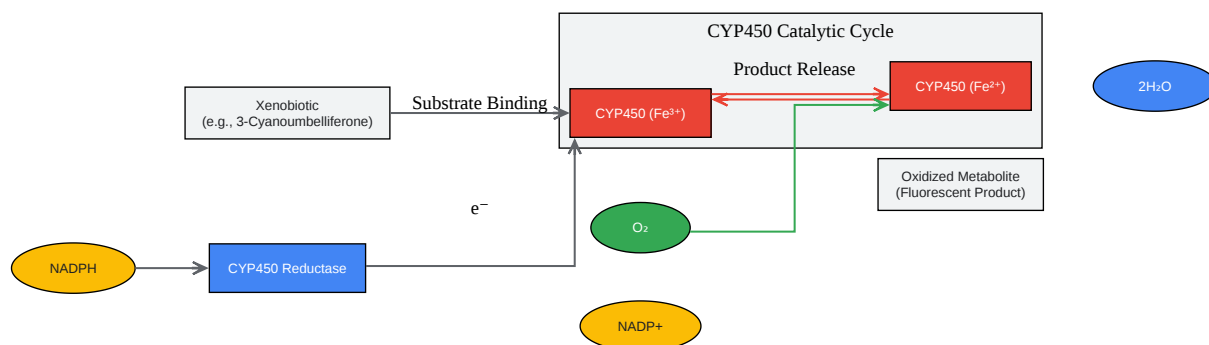 CYP450 Catalytic Cycle
Product Release
CYP450 (Fe²⁺)
2H₂O
Xenobiotic
(e.g., 3-Cyanoumbelliferone)
Substrate Binding
CYP450 (Fe³⁺)
Oxidized Metabolite
(Fluorescent Product)
e⁻
O₂
NADPH
CYP450 Reductase
NADP+